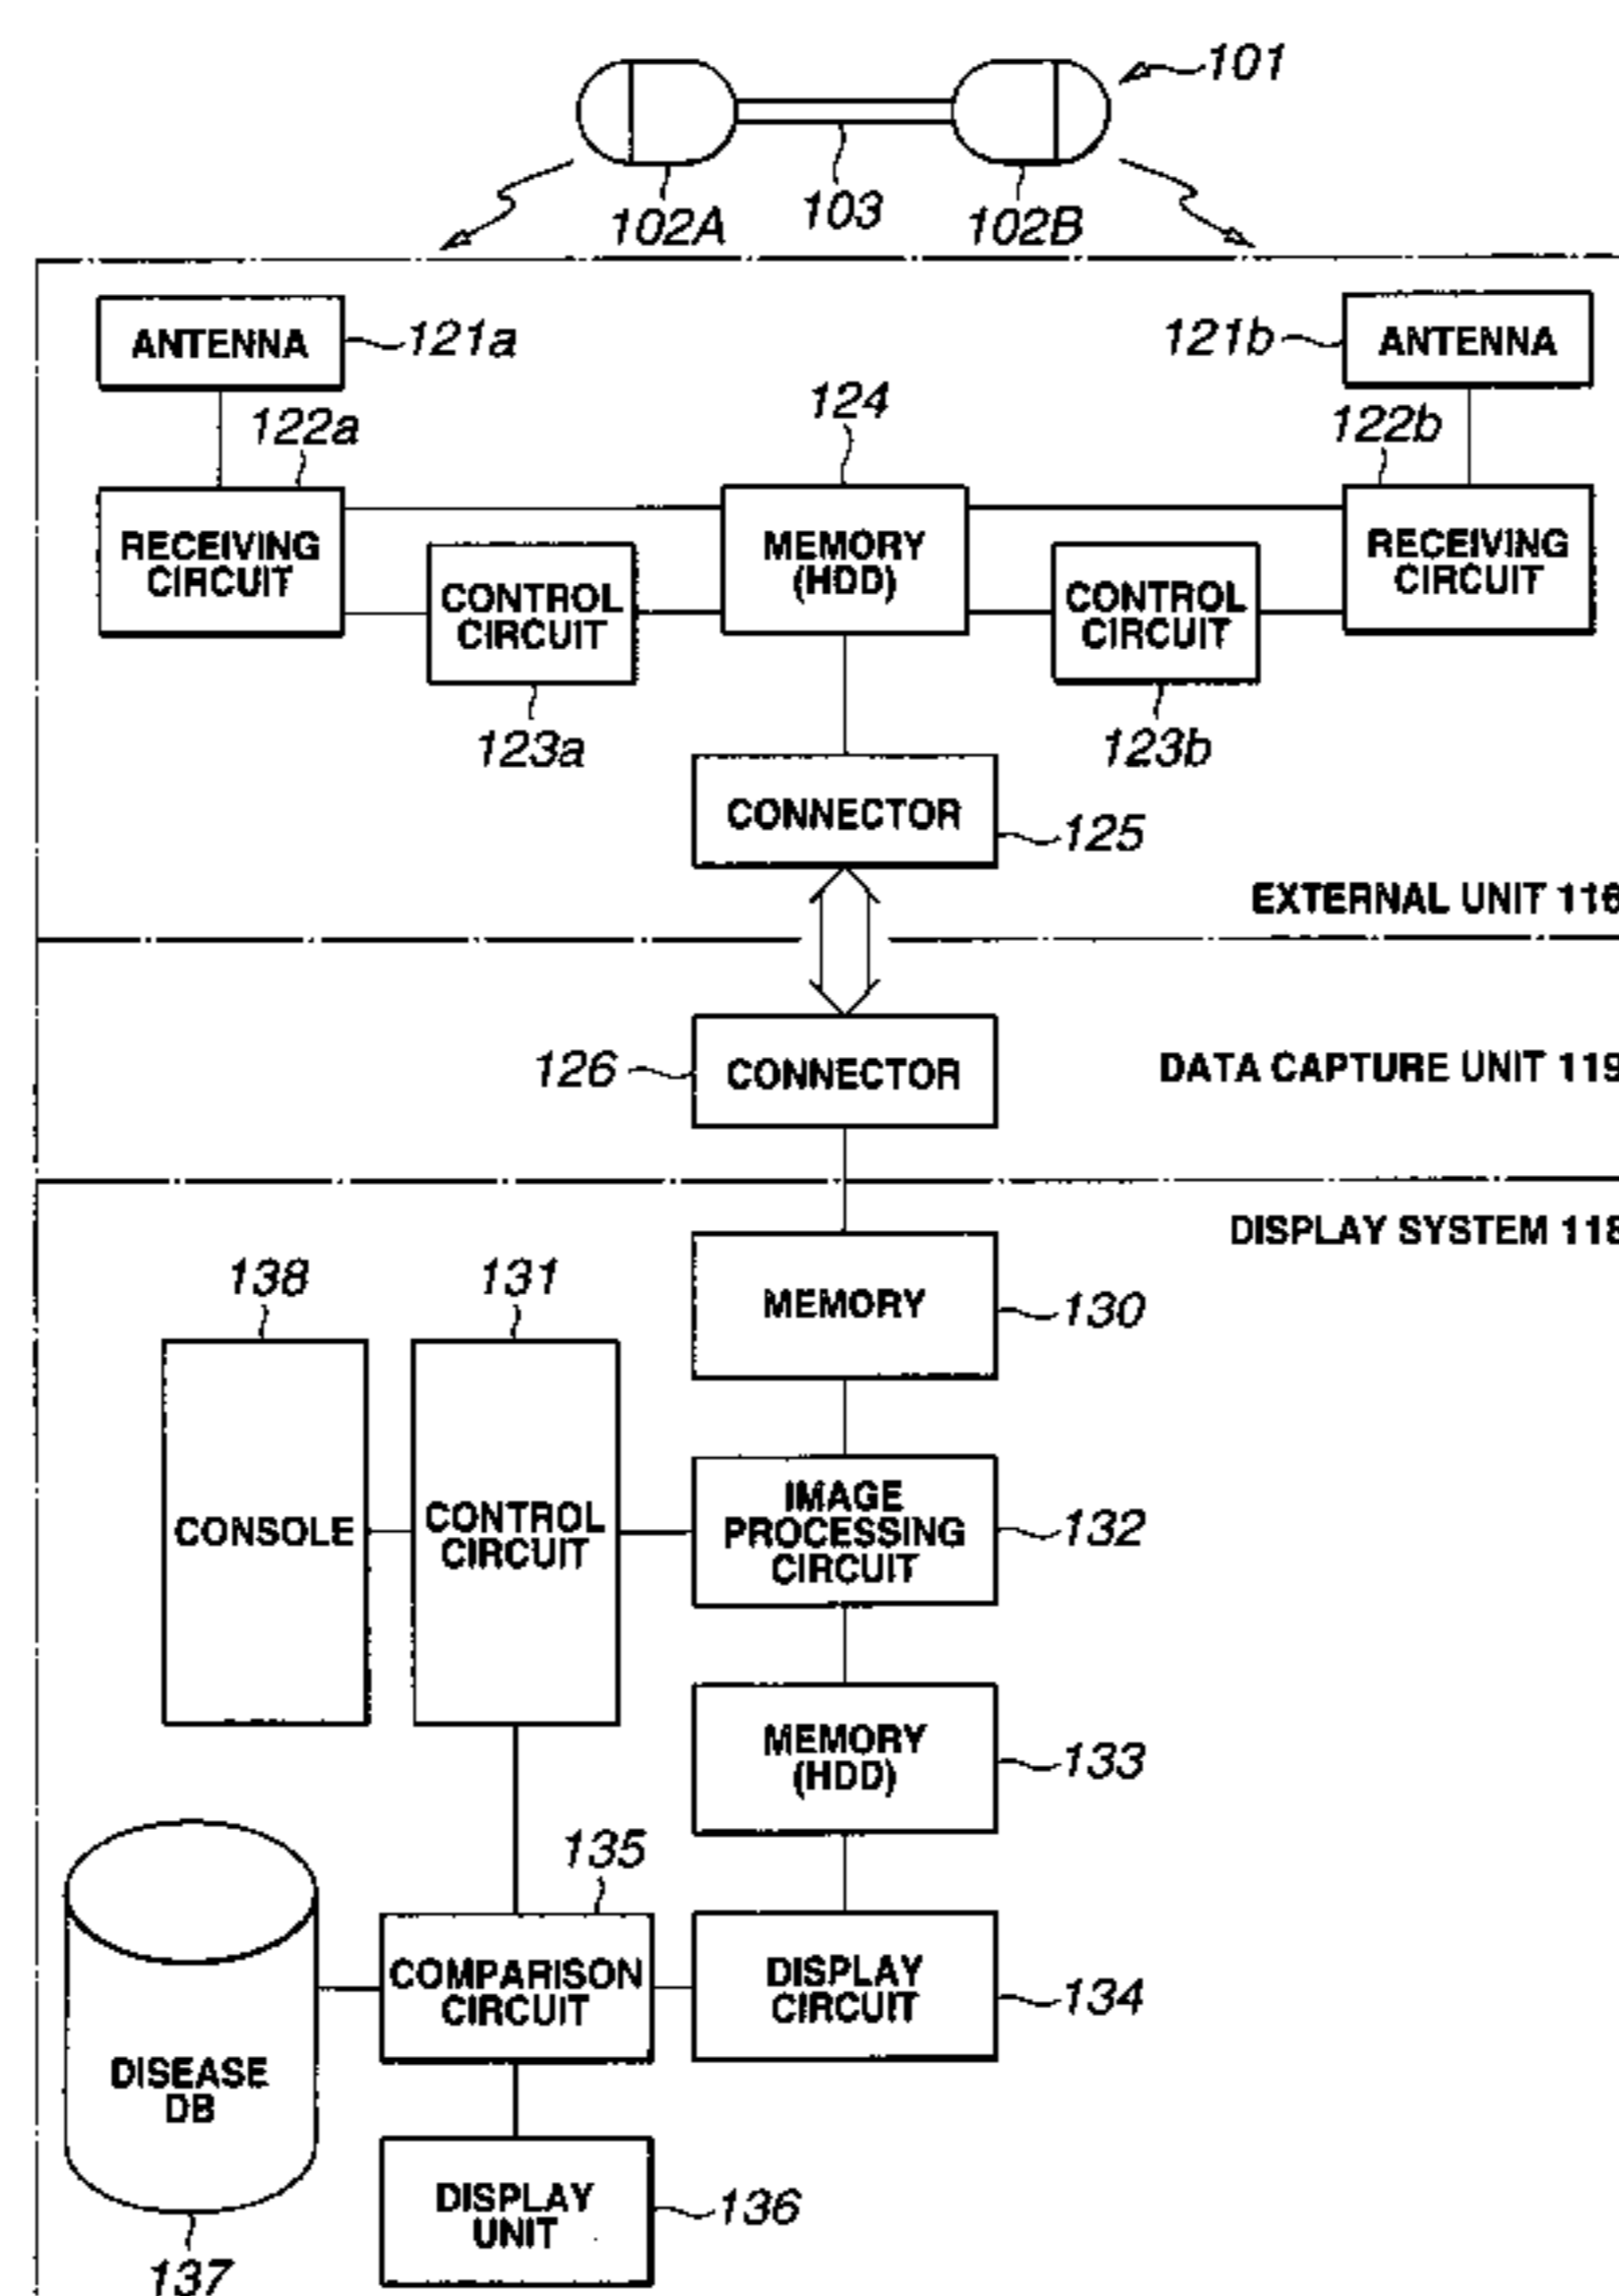 101
102A
103
102B
ANTENNA
121a
121b
ANTENNA
122a
124
122b
RECEIVING
CIRCUIT
CONTROL
CIRCUIT
MEMORY
(HDD)
CONTROL
CIRCUIT
RECEIVING
CIRCUIT
123a
123b
CONNECTOR
125
EXTERNAL UNIT 116
126
CONNECTOR
DATA CAPTURE UNIT 119
DISPLAY SYSTEM 118
138
131
MEMORY
130
CONSOLE
CONTROL
CIRCUIT
IMAGE
PROCESSING
CIRCUIT
132
MEMORY
(HDD)
133
135
COMPARISON
CIRCUIT
DISPLAY
CIRCUIT
134
DISEASE
DB
DISPLAY
UNIT
136
137